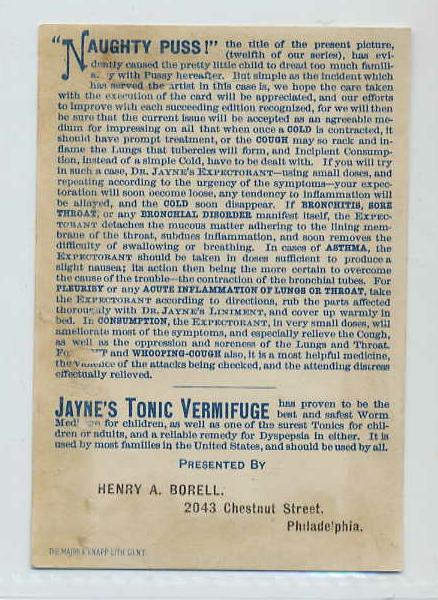 "NAUGHTY PUSS!" the title of the present picture,
(twelfth of our series), has evi-
dently caused the pretty little child to dread too much famili-
y with Pussy hereafter. But simple as the incident which
has served the artist in this case is, we hope the care taken
with the execution of the card will be appreciated, and our efforts
to improve with each succeeding edition recognized, for we will then
be sure that the current issue will be accepted as an agreeable me-
dium for impressing on all that when once a COLD is contracted, it
should have prompt treatment, or the COUGH may so rack and in-
flame the Lungs that tubercles will form, and Incipient Consump-
tion, instead of a simple Cold, have to be dealt with. If you will try
in such a case, DR. JAYNE'S EXPECTORANT—using small doses, and
repeating according to the urgency of the symptoms—your expec-
toration will soon become loose, any tendency to inflammation will
be allayed, and the COLD soon disappear. If BRONCHITIS, SORE
THROAT, or any BRONCHIAL DISORDER manifest itself, the EXPEC-
TORANT detaches the mucous matter adhering to the lining mem-
brane of the throat, subdues inflammation, and soon removes the
difficulty of swallowing or breathing. In cases of ASTHMA, the
EXPECTORANT should be taken in doses sufficient to produce a
slight nausea; its action then being the more certain to overcome
the cause of the trouble—the contraction of the bronchial tubes. For
PLEURISY or any ACUTE INFLAMMATION OF LUNGS OR THROAT, take
the EXPECTORANT according to directions, rub the parts affected
thoroughly with DR. JAYNE'S LINIMENT, and cover up warmly in
bed. In CONSUMPTION, the EXPECTORANT, in very small doses, will
ameliorate most of the symptoms, and especially relieve the Cough,
as well as the oppression and soreness of the Lungs and Throat.
For and WHOOPING-COUGH also, it is a most helpful medicine,
the violence of the attacks being checked, and the attending distress
effectually relieved.
JAYNE'S TONIC VERMIFUGE has proven to be the
best and safest Worm
Med for children, as well as one of the surest Tonics for chil-
dren or adults, and a reliable remedy for Dyspepsia in either. It is
used by most families in the United States, and should be used by all.
PRESENTED BY
HENRY A. BORELL.
2043 Chestnut Street.
Philadelphia.
THE MAJOR & KNAPP LITH. CO. N.Y.